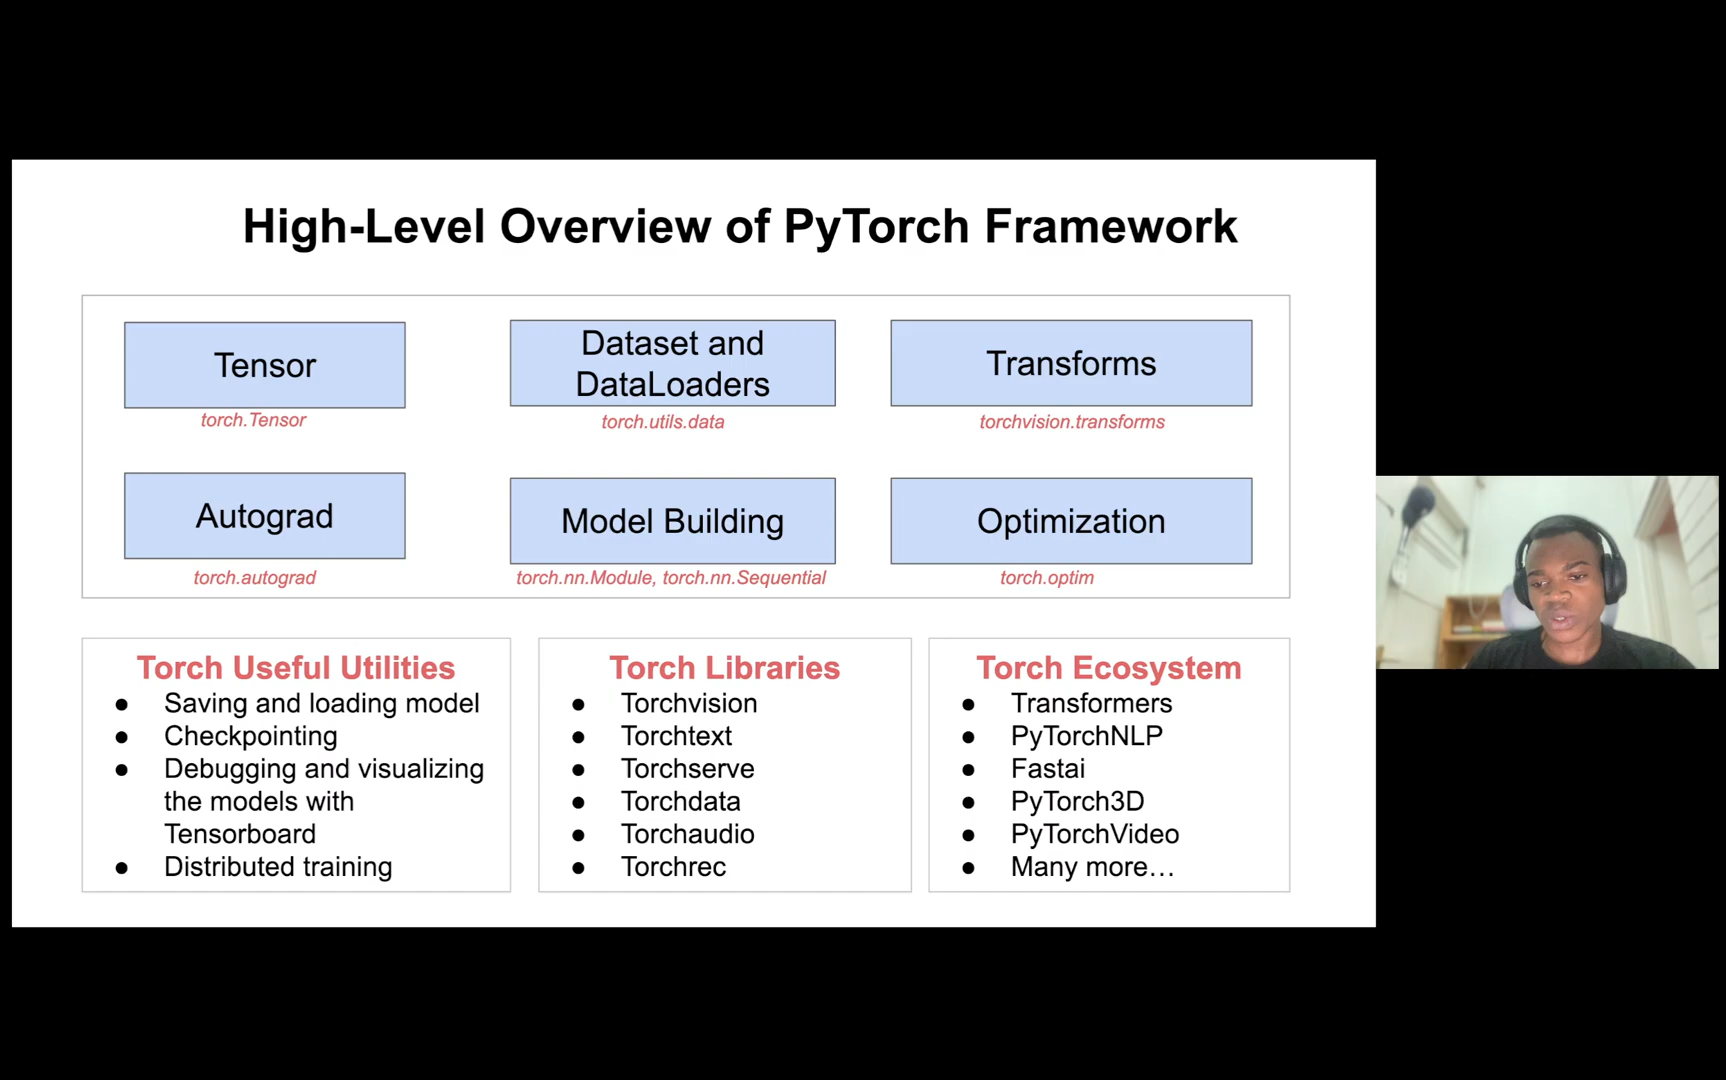 High-Level Overview of PyTorch Framework
Tensor
torch.Tensor
Dataset and
DataLoaders
torch.utils.data
Transforms
torchvision.transforms
Autograd
torch.autograd
Model Building
torch.nn.Module, torch.nn.Sequential
Optimization
torch.optim
Torch Useful Utilities
● Saving and loading model
● Checkpointing
● Debugging and visualizing
the models with
Tensorboard
● Distributed training
Torch Libraries
● Torchvision
● Torchtext
● Torchserve
● Torchdata
● Torchaudio
● Torchrec
Torch Ecosystem
● Transformers
● PyTorchNLP
● Fastai
● PyTorch3D
● PyTorchVideo
● Many more…